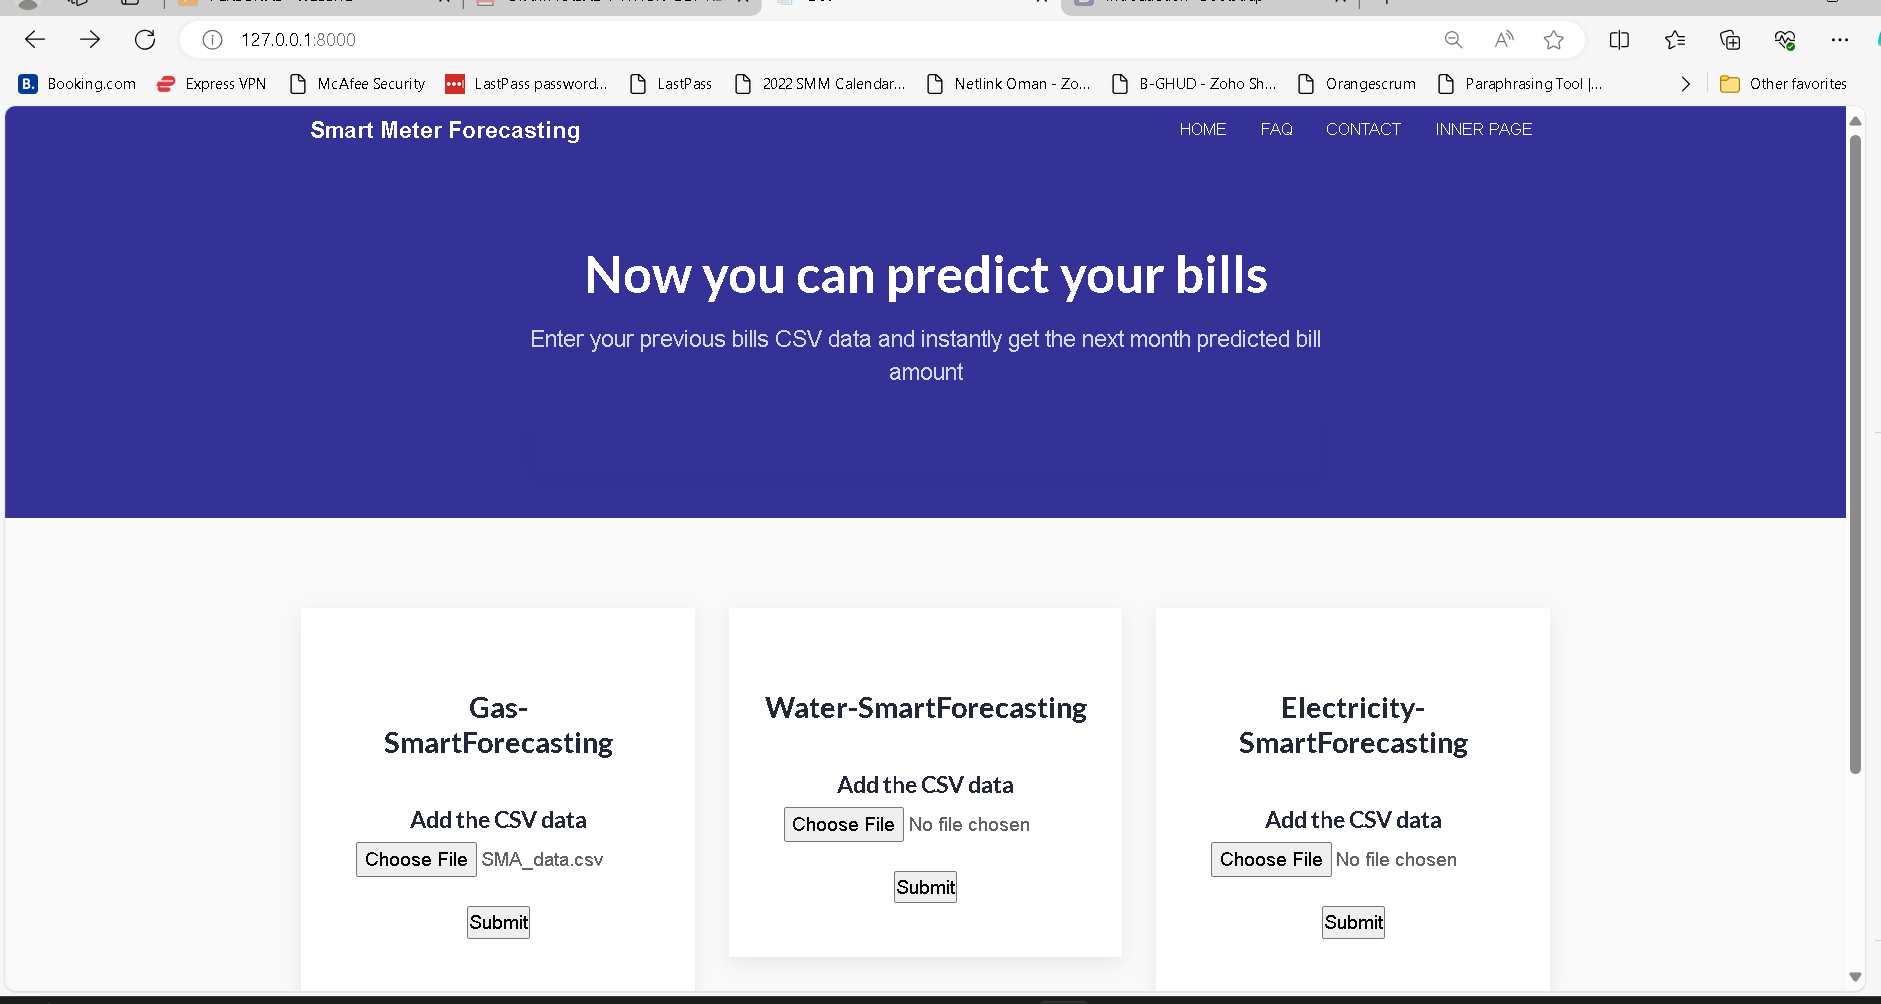 127.0.0.1:8000
Booking.com Express VPN McAfee Security LastPass password... LastPass 2022 SMM Calendar... Netlink Oman - Zo... B-GHUD - Zoho Sh... Orangescrum Paraphrasing Tool |... Other favorites
Smart Meter Forecasting HOME FAQ CONTACT INNER PAGE
Now you can predict your bills
Enter your previous bills CSV data and instantly get the next month predicted bill
amount
Gas-
SmartForecasting
Add the CSV data
Choose File SMA_data.csv
Submit
Water-SmartForecasting
Add the CSV data
Choose File No file chosen
Submit
Electricity-
SmartForecasting
Add the CSV data
Choose File No file chosen
Submit